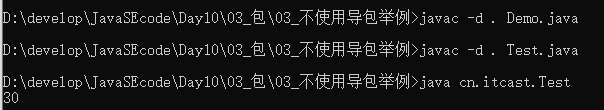 D:\develop\JavaSEcode\Day10\03_包\03_不使用导包举例>javac -d . Demo.java
D:\develop\JavaSEcode\Day10\03_包\03_不使用导包举例>javac -d . Test.java
D:\develop\JavaSEcode\Day10\03_包\03_不使用导包举例>java cn.itcast.Test
30